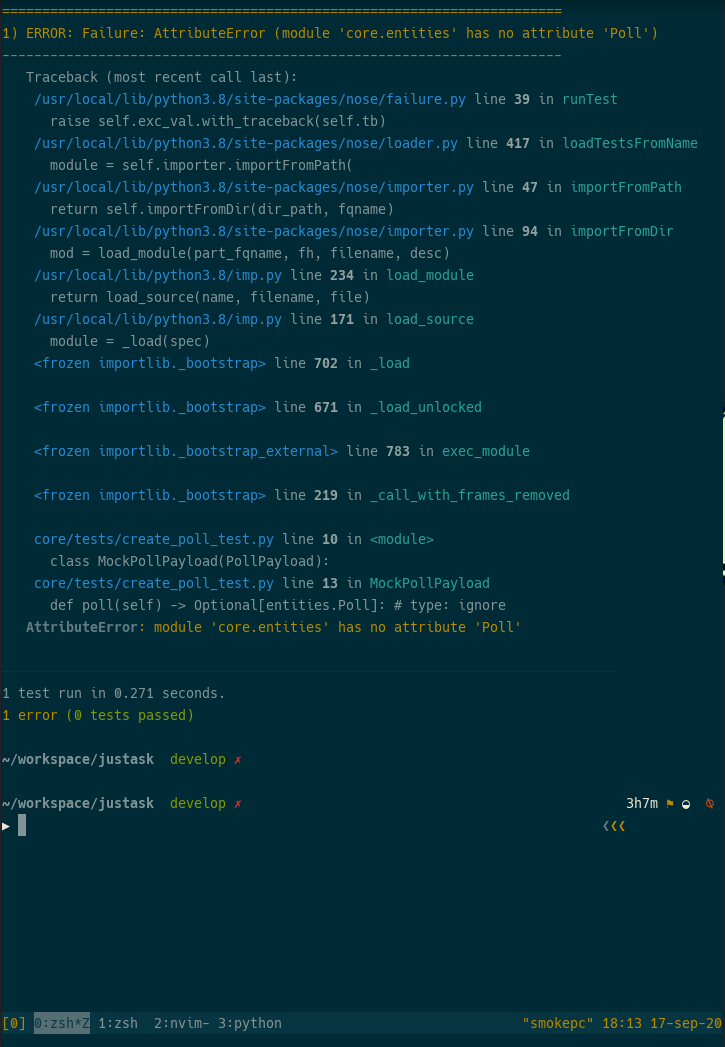 ======================================================================
1) ERROR: Failure: AttributeError (module 'core.entities' has no attribute 'Poll')
----------------------------------------------------------------------
Traceback (most recent call last):
/usr/local/lib/python3.8/site-packages/nose/failure.py line 39 in runTest
raise self.exc_val.with_traceback(self.tb)
/usr/local/lib/python3.8/site-packages/nose/loader.py line 417 in loadTestsFromName
module = self.importer.importFromPath(
/usr/local/lib/python3.8/site-packages/nose/importer.py line 47 in importFromPath
return self.importFromDir(dir_path, fqname)
/usr/local/lib/python3.8/site-packages/nose/importer.py line 94 in importFromDir
mod = load_module(part_fqname, fh, filename, desc)
/usr/local/lib/python3.8/imp.py line 234 in load_module
return load_source(name, filename, file)
/usr/local/lib/python3.8/imp.py line 171 in load_source
module = _load(spec)
<frozen importlib._bootstrap> line 702 in _load
<frozen importlib._bootstrap> line 671 in _load_unlocked
<frozen importlib._bootstrap_external> line 783 in exec_module
<frozen importlib._bootstrap> line 219 in _call_with_frames_removed
core/tests/create_poll_test.py line 10 in <module>
class MockPollPayload(PollPayload):
core/tests/create_poll_test.py line 13 in MockPollPayload
def poll(self) -> Optional[entities.Poll]: # type: ignore
AttributeError: module 'core.entities' has no attribute 'Poll'
-----------------------------------------------------------------------------
1 test run in 0.271 seconds.
1 error (0 tests passed)
~/workspace/justask develop ✗
~/workspace/justask develop ✗ 3h7m ⚑ ◒
▶ ❮❮❮
[0] 0:zsh*Z 1:zsh 2:nvim- 3:python "smokepc" 18:13 17-sep-20